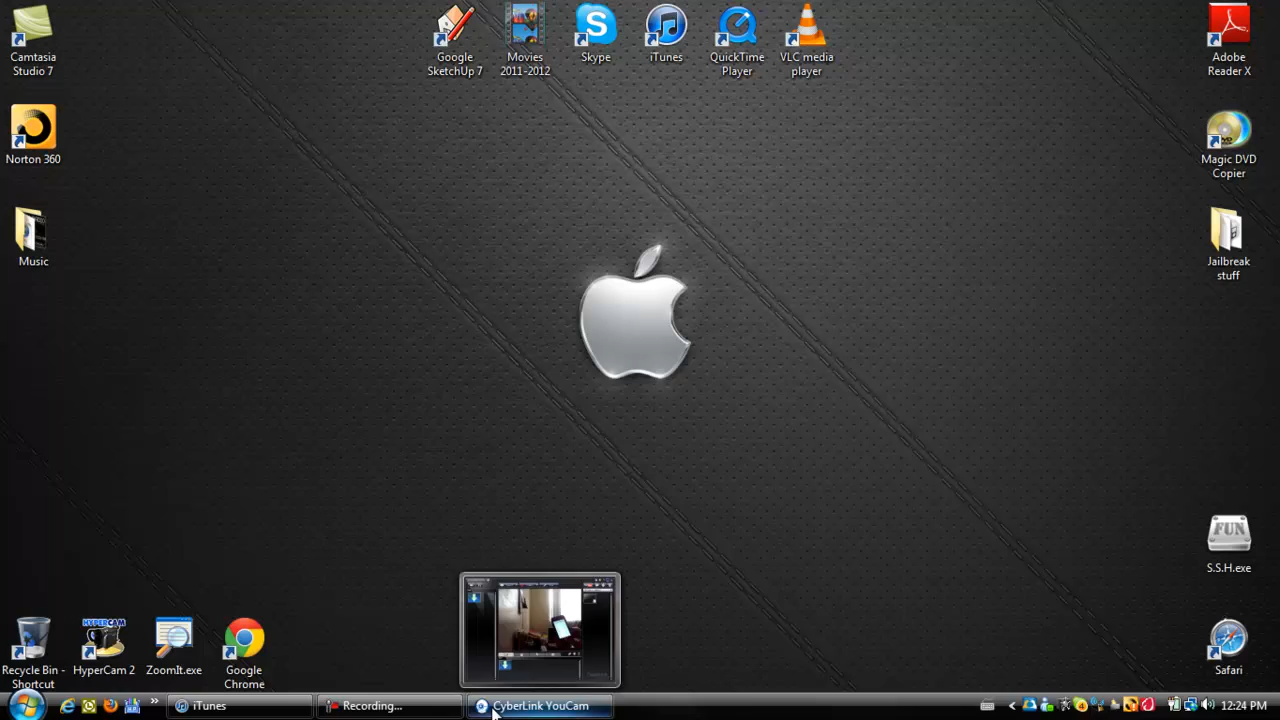 Camtasia
Studio 7
Google
SketchUp 7
Movies
2011-2012
Skype
iTunes
QuickTime
Player
VLC media
player
Adobe
Reader X
Norton 360
Magic DVD
Copier
DVD
Music
Jailbreak
stuff
FUN
S.S.H.exe
Recycle Bin -
Shortcut
HYPERCAM
HyperCam 2
ZoomIt.exe
Google
Chrome
Safari
iTunes
Recording...
CyberLink YouCam
12:24 PM